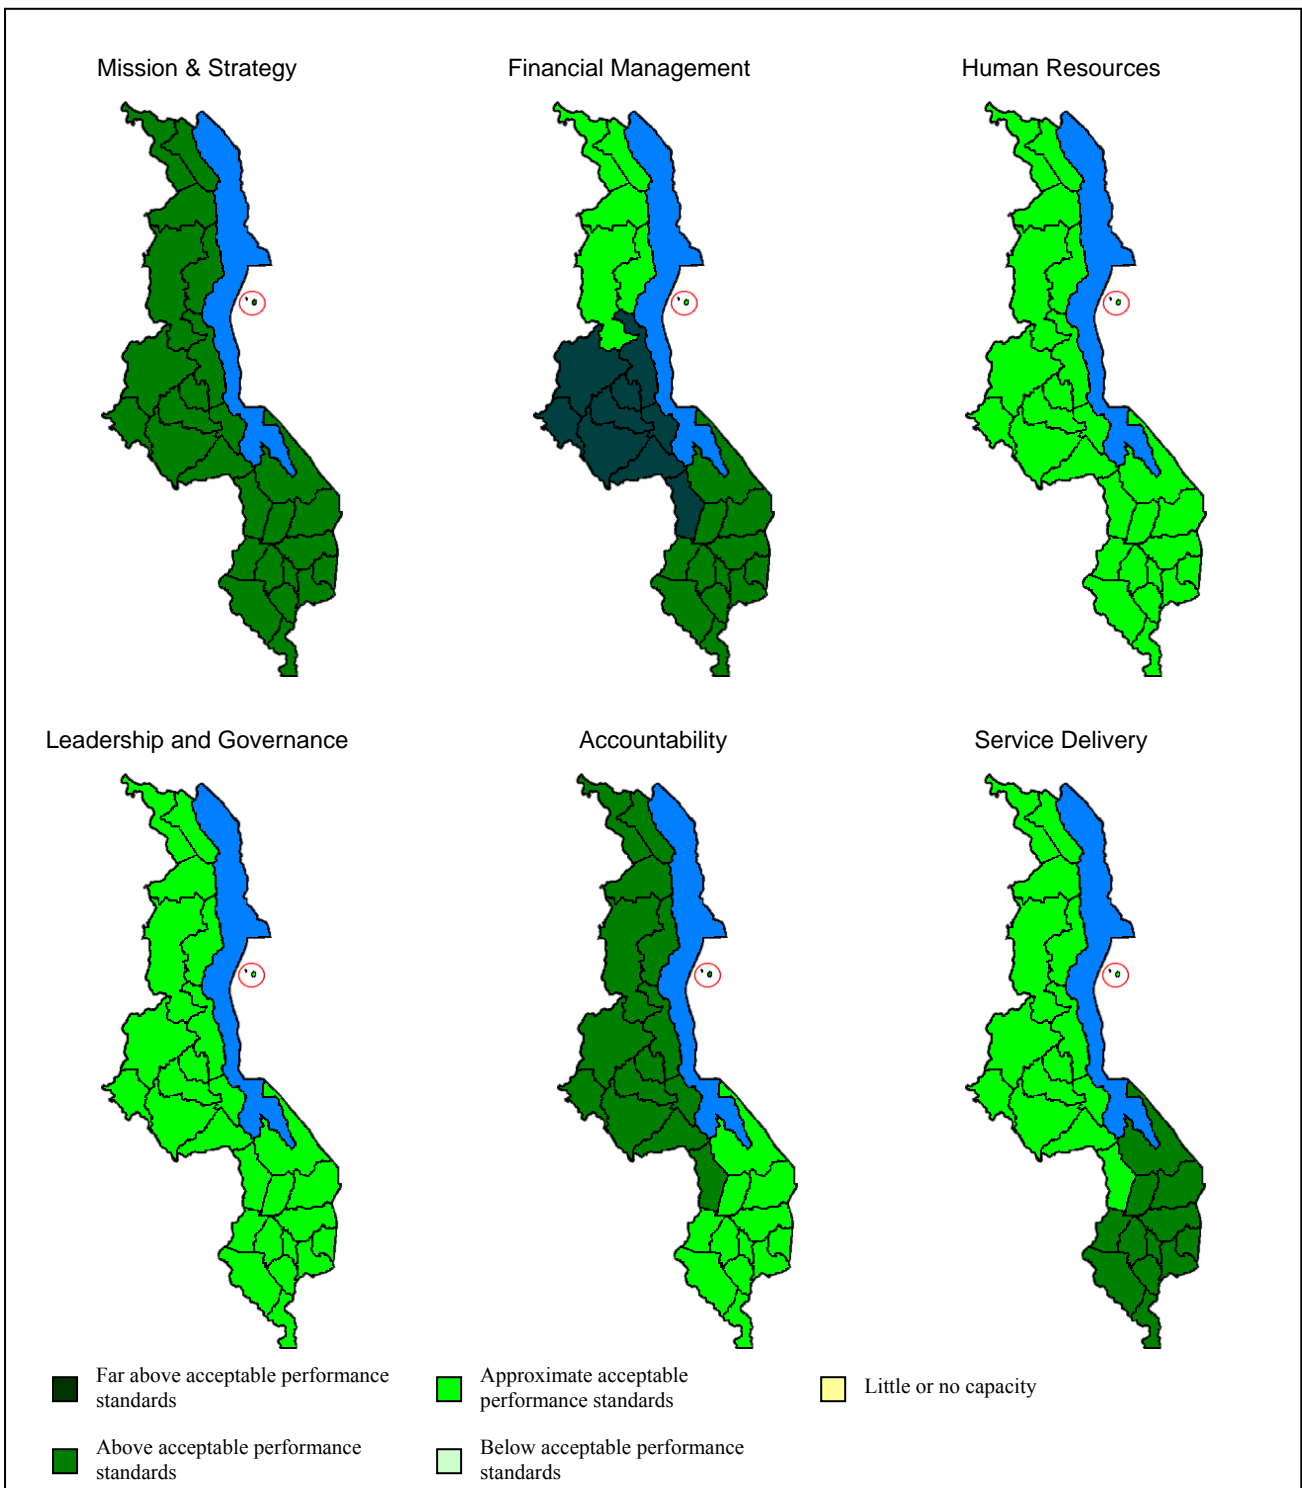 Mission & Strategy
Financial Management
Human Resources
Leadership and Governance
Accountability
Service Delivery
Far above acceptable performance
standards
Approximate acceptable
performance standards
Little or no capacity
Above acceptable performance
standards
Below acceptable performance
standards